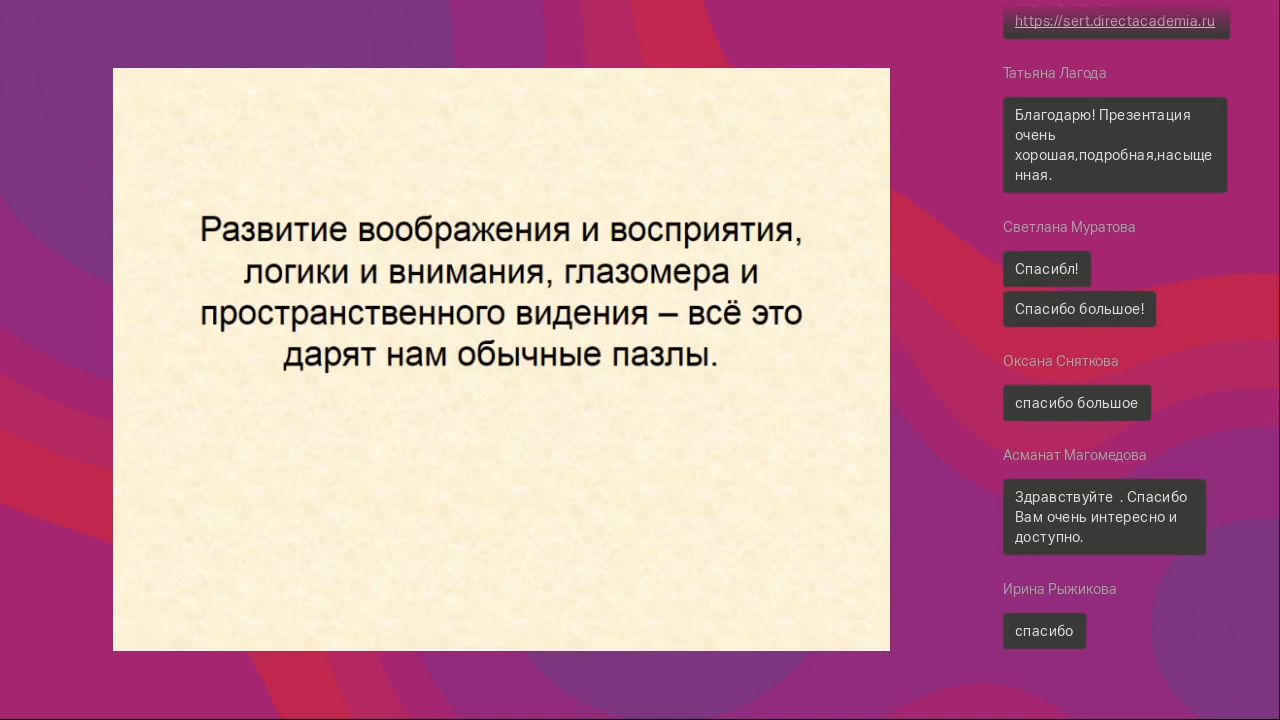 Развитие воображения и восприятия,
логики и внимания, глазомера и
пространственного видения – всё это
дарят нам обычные пазлы.
https://sert.directacademia.ru
Татьяна Лагода
Благодарю! Презентация
очень
хорошая,подробная,насыще
нная.
Светлана Муратова
Спасибл!
Спасибо большое!
Оксана Сняткова
спасибо большое
Асманат Магомедова
Здравствуйте  . Спасибо
Вам очень интересно и
доступно.
Ирина Рыжикова
спасибо